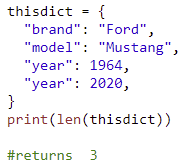 thisdict = {
  "brand": "Ford",
  "model": "Mustang",
  "year": 1964,
  "year": 2020,
}
print(len(thisdict))

#returns  3